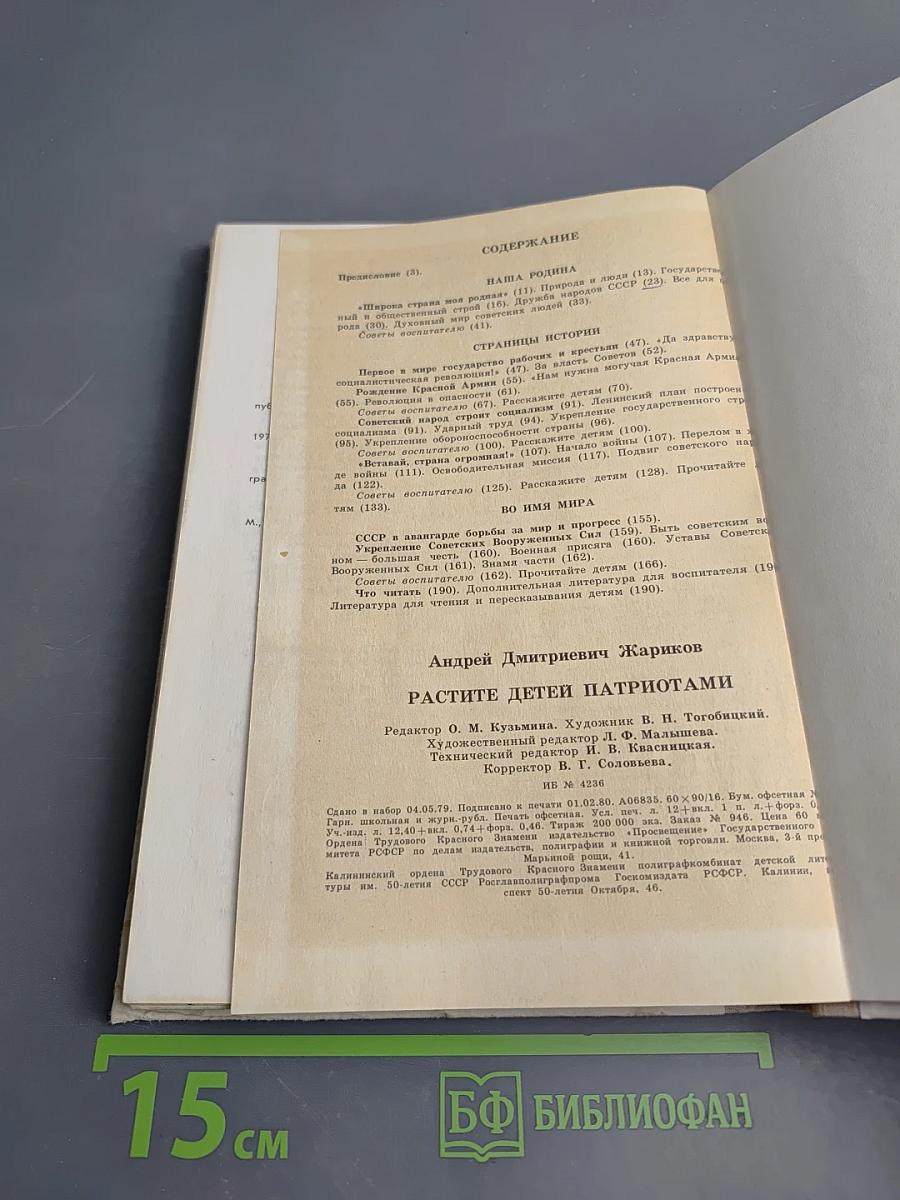 СОДЕРЖАНИЕ
Предисловие (3).
НАША РОДИНА
«Широка страна моя родная» (11). Природа и люди (13). Государстве
ный и общественный строй (16). Дружба народов СССР (23). Все для
рода (30). Духовный мир советских людей (33).
Советы воспитателю (41).
СТРАНИЦЫ ИСТОРИИ
Первое в мире государство рабочих и крестьян (47). «Да здравству
социалистическая революция!» (47). За власть Советов (52).
Рождение Красной Армии (55). «Нам нужна могучая Красная Арми
(55). Революция в опасности (61).
Советы воспитателю (67). Расскажите детям (70).
Советский народ строит социализм (91). Ленинский план построен
социализма (91). Ударный труд (94). Укрепление государственного стр
(95). Укрепление обороноспособности страны (96).
Советы воспитателю (100). Расскажите детям (100).
«Вставай, страна огромная!» (107). Начало войны (107). Перелом в х
де войны (111). Освободительная миссия (117). Подвиг советского на
да (122).
Советы воспитателю (125). Расскажите детям (128). Прочитайте
тям (133).
ВО ИМЯ МИРА
СССР в авангарде борьбы за мир и прогресс (155).
Укрепление Советских Вооруженных Сил (159). Быть советским во
ном — большая честь (160). Военная присяга (160). Уставы Советск
Вооруженных Сил (161). Знамя части (162).
Советы воспитателю (162). Прочитайте детям (166).
Что читать (190). Дополнительная литература для воспитателя (19
Литература для чтения и пересказывания детям (190).
Андрей Дмитриевич Жариков
РАСТИТЕ ДЕТЕЙ ПАТРИОТАМИ
Редактор О. М. Кузьмина. Художник В. Н. Тогобицкий.
Художественный редактор Л. Ф. Малышева.
Технический редактор И. В. Квасницкая.
Корректор В. Г. Соловьева.
ИБ № 4236
Сдано в набор 04.05.79. Подписано к печати 01.02.80. А06835. 60×90/16. Бум. офсетная №
Гарн. школьная и журн.-рубл. Печать офсетная. Усл. печ. л. 12+вкл. 1 п. л.+форз. 0,
Уч.-изд. л. 12,40+вкл. 0,74+форз. 0,46. Тираж 200 000 экз. Заказ № 946. Цена 60
Ордена Трудового Красного Знамени издательство «Просвещение» Государственного
митета РСФСР по делам издательств, полиграфии и книжной торговли. Москва, 3-й про
Марьиной рощи, 41.
Калининский ордена Трудового Красного Знамени полиграфкомбинат детской лит
туры им. 50-летия СССР Росглавполиграфпрома Госкомиздата РСФСР. Калинин,
спект 50-летия Октября, 46.
пуб
197
гра
М.,
15 см
БФ БИБЛИОФАН